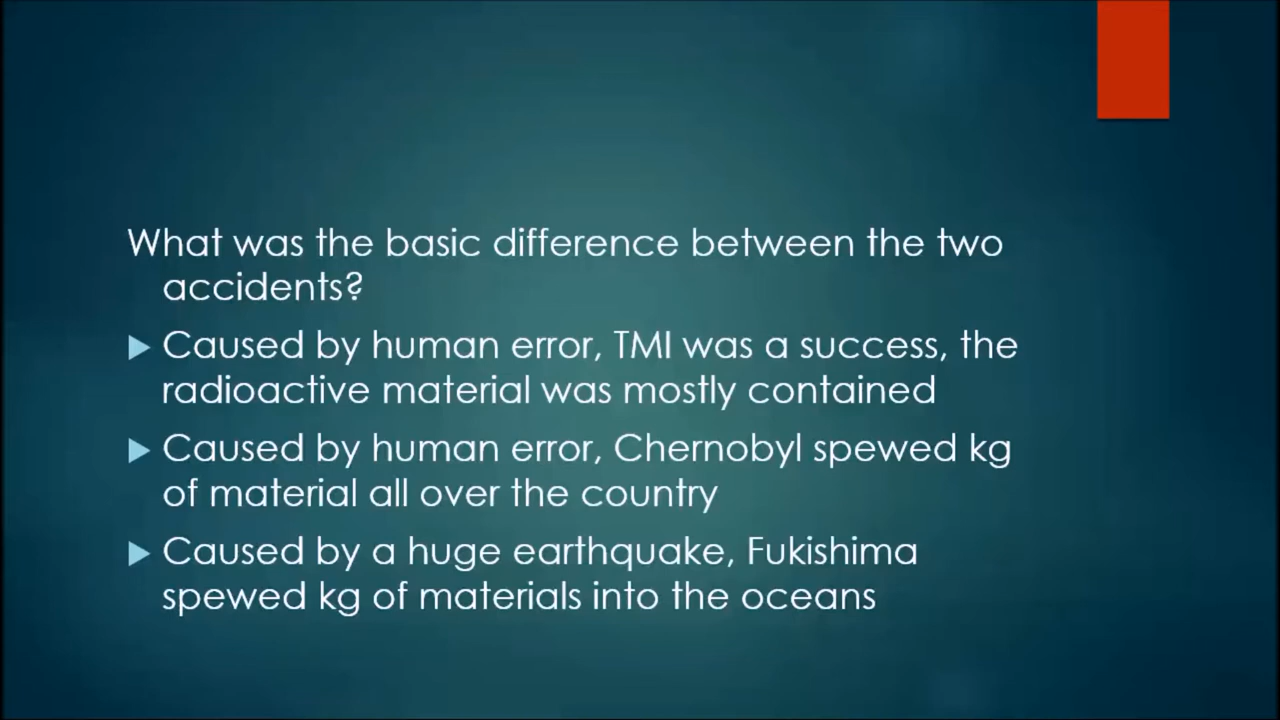 What was the basic difference between the two
accidents?
Caused by human error, TMI was a success, the
radioactive material was mostly contained
Caused by human error, Chernobyl spewed kg
of material all over the country
Caused by a huge earthquake, Fukishima
spewed kg of materials into the oceans